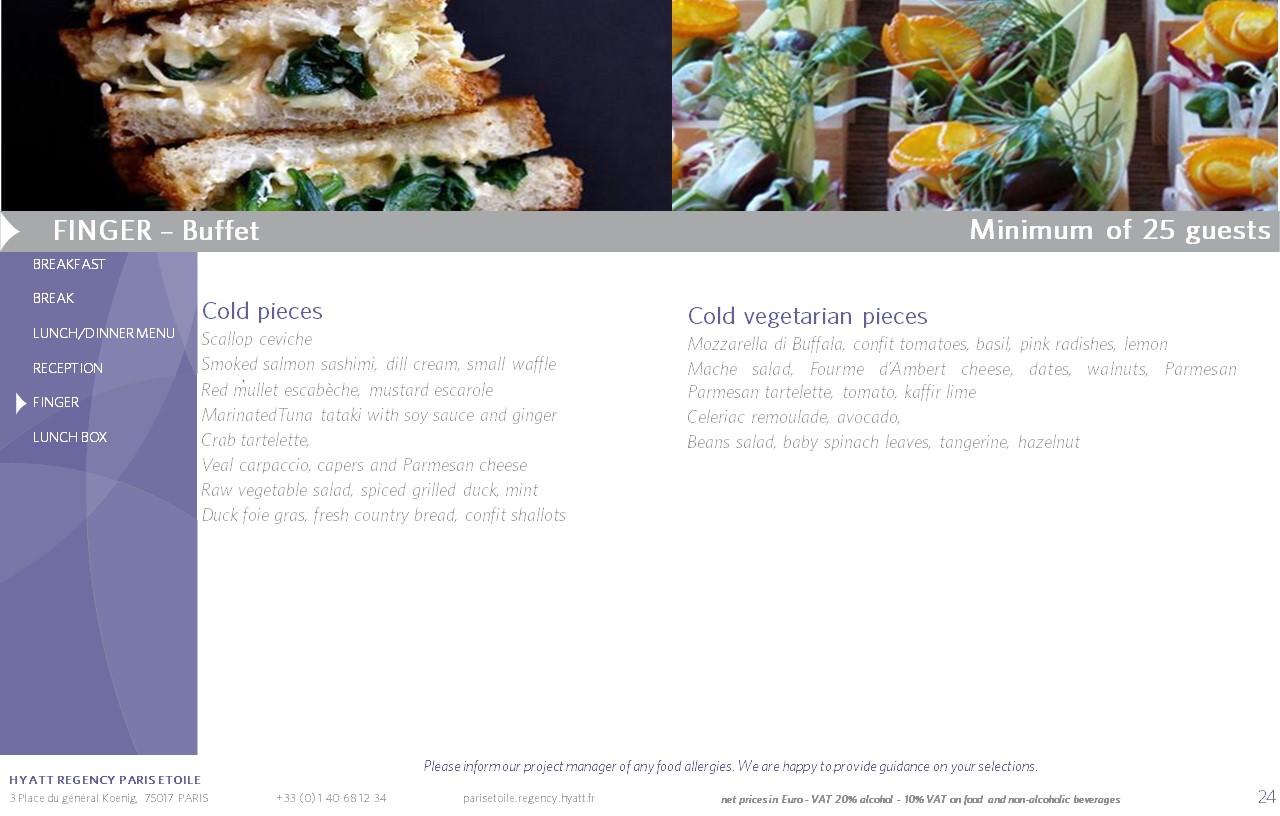 FINGER – Buffet
Minimum of 25 guests
BREAKFAST
BREAK
LUNCH/DINNER MENU
RECEPTION
FINGER
LUNCH BOX
Cold pieces
Scallop ceviche
Smoked salmon sashimi, dill cream, small waffle
Red mullet escabèche, mustard escarole
MarinatedTuna tataki with soy sauce and ginger
Crab tartelette,
Veal carpaccio, capers and Parmesan cheese
Raw vegetable salad, spiced grilled duck, mint
Duck foie gras, fresh country bread, confit shallots
Cold vegetarian pieces
Mozzarella di Buffala, confit tomatoes, basil, pink radishes, lemon
Mache salad, Fourme d'Ambert cheese, dates, walnuts, Parmesan
Parmesan tartelette, tomato, kaffir lime
Celeriac remoulade, avocado,
Beans salad, baby spinach leaves, tangerine, hazelnut
Please inform our project manager of any food allergies. We are happy to provide guidance on your selections.
HYATT REGENCY PARIS ETOILE
3 Place du général Koenig, 75017 PARIS
+33 (0)1 40 68 12 34
parisetoile.regency.hyatt.fr
net prices in Euro - VAT 20% alcohol - 10% VAT on food and non-alcoholic beverages
24